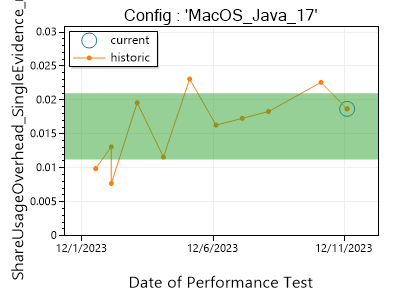 Config : 'MacOS_Java_17'
ShareUsageOverhead_SingleEvidence_
current
historic
0.03
0.025
0.02
0.015
0.01
0.005
0
12/1/2023
12/6/2023
12/11/2023
Date of Performance Test